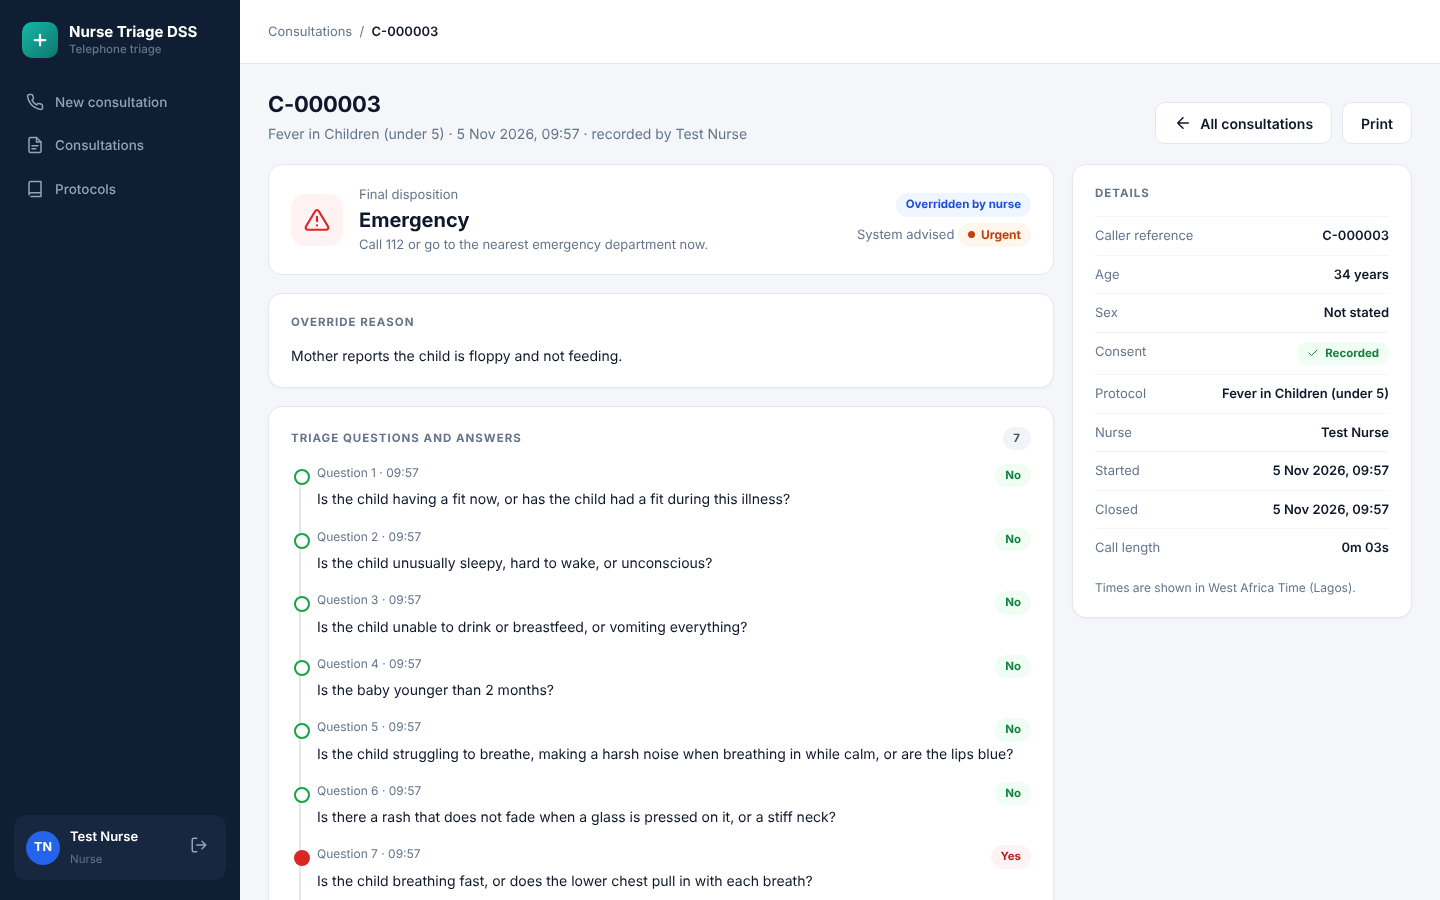 Nurse Triage DSS
Telephone triage
New consultation
Consultations
Protocols
TN
Test Nurse
Nurse
Consultations / C-000003
C-000003
Fever in Children (under 5) · 5 Nov 2026, 09:57 · recorded by Test Nurse
All consultations
Print
Final disposition
Emergency
Call 112 or go to the nearest emergency department now.
Overridden by nurse
System advised Urgent
OVERRIDE REASON
Mother reports the child is floppy and not feeding.
TRIAGE QUESTIONS AND ANSWERS 7
Question 1 · 09:57 No
Is the child having a fit now, or has the child had a fit during this illness?
Question 2 · 09:57 No
Is the child unusually sleepy, hard to wake, or unconscious?
Question 3 · 09:57 No
Is the child unable to drink or breastfeed, or vomiting everything?
Question 4 · 09:57 No
Is the baby younger than 2 months?
Question 5 · 09:57 No
Is the child struggling to breathe, making a harsh noise when breathing in while calm, or are the lips blue?
Question 6 · 09:57 No
Is there a rash that does not fade when a glass is pressed on it, or a stiff neck?
Question 7 · 09:57 Yes
Is the child breathing fast, or does the lower chest pull in with each breath?
DETAILS
Caller reference C-000003
Age 34 years
Sex Not stated
Consent Recorded
Protocol Fever in Children (under 5)
Nurse Test Nurse
Started 5 Nov 2026, 09:57
Closed 5 Nov 2026, 09:57
Call length 0m 03s
Times are shown in West Africa Time (Lagos).